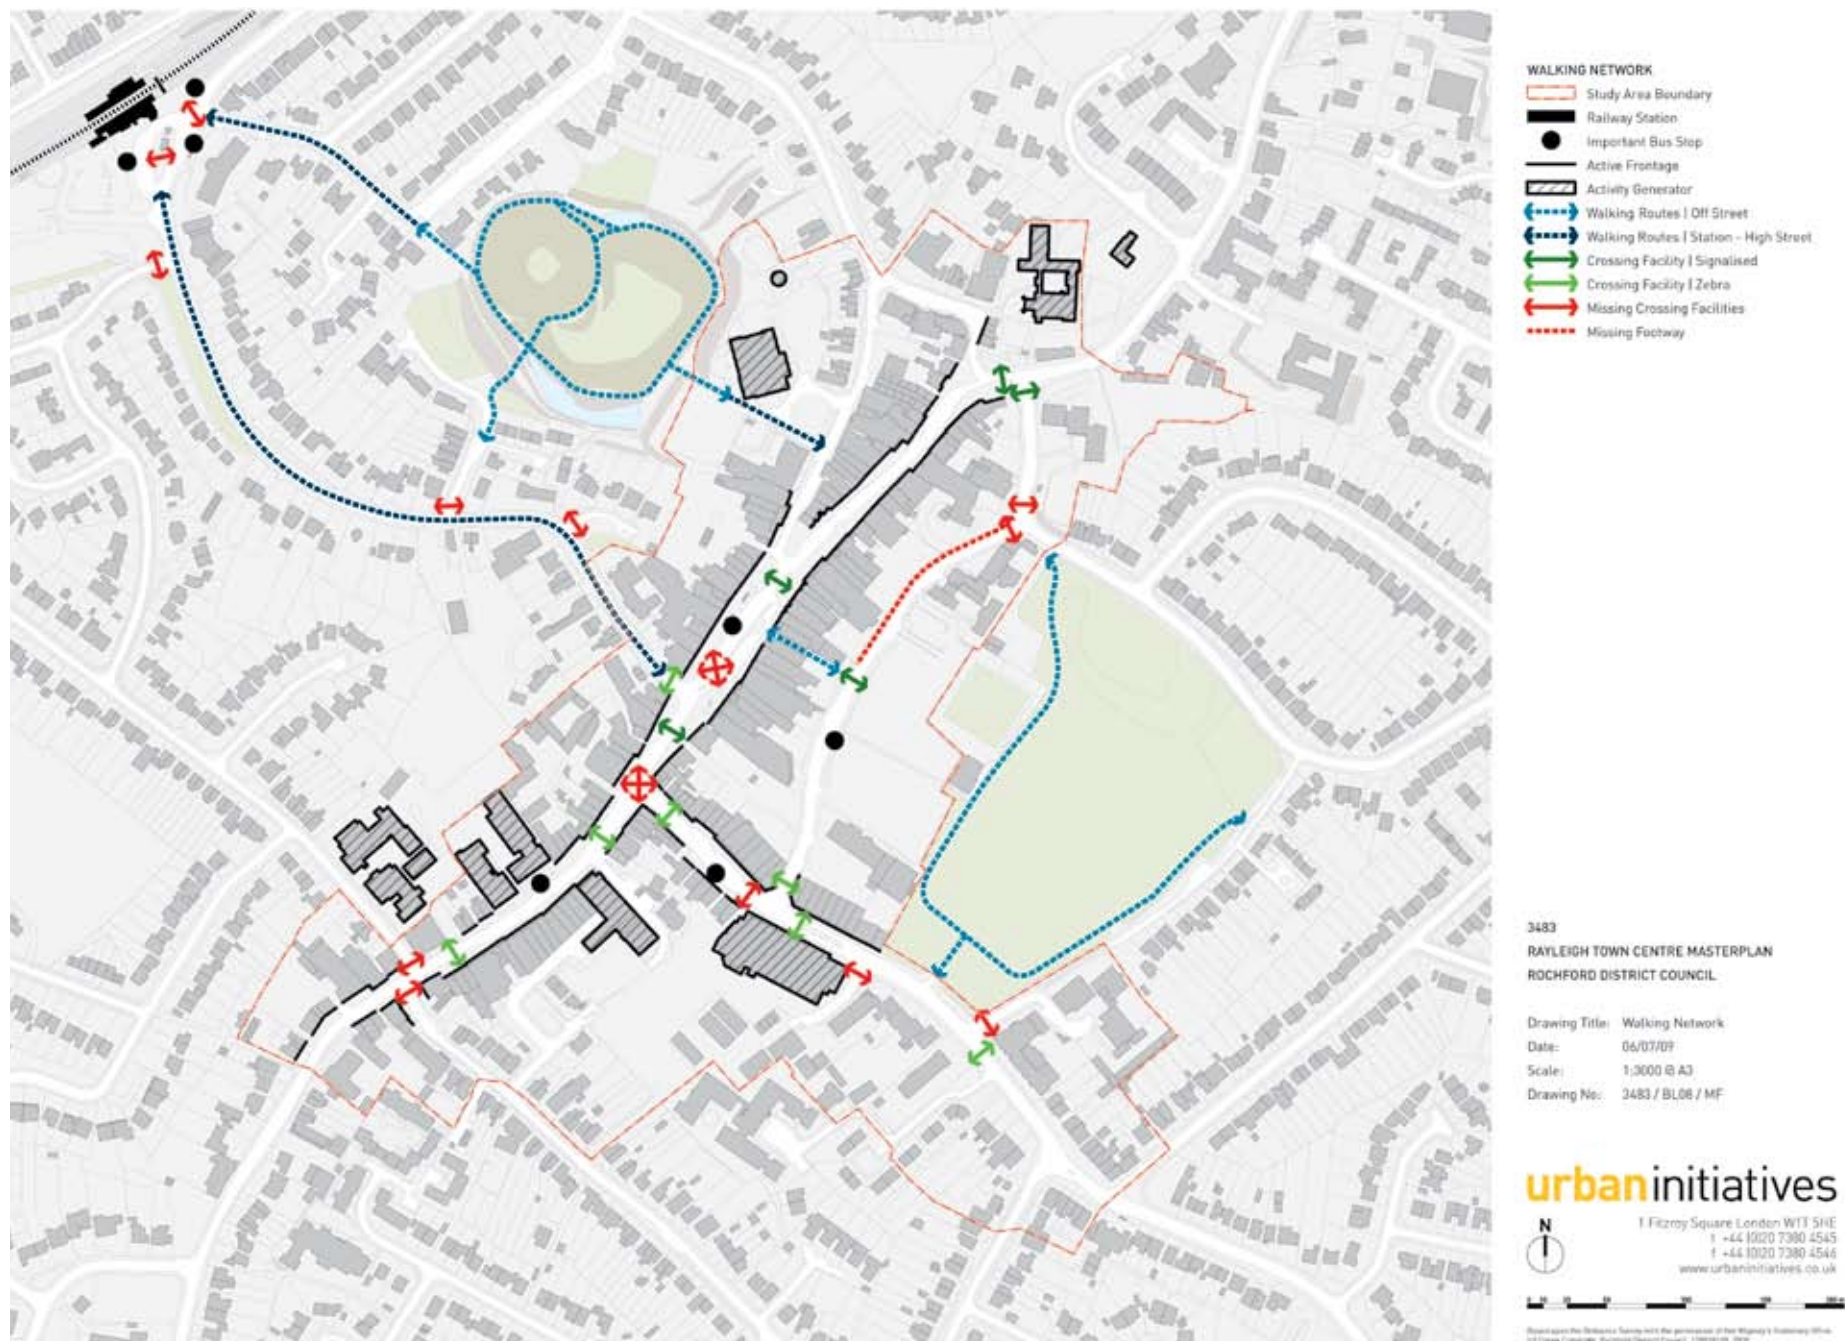 WALKING NETWORK
Study Area Boundary
Railway Station
Important Bus Stop
Active Frontage
Activity Generator
Walking Routes | Off Street
Walking Routes | Station - High Street
Crossing Facility | Signalised
Crossing Facility | Zebra
Missing Crossing Facilities
Missing Footway
3483
RAYLEIGH TOWN CENTRE MASTERPLAN
ROCHFORD DISTRICT COUNCIL
Drawing Title: Walking Network
Date: 06/07/09
Scale: 1:3000 @ A3
Drawing No: 3483 / BL08 / MF
urbaninitiatives
N
1 Fitzroy Square London W1T 5HE
t +44 (0)20 7380 4545
f +44 (0)20 7380 4546
www.urbaninitiatives.co.uk